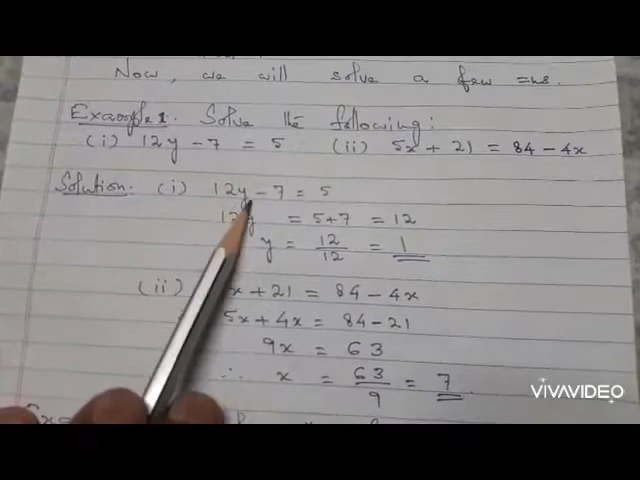 Now, we will solve a few =ns.
Example 1. Solve the following:
(i) 12y - 7 = 5 (ii) 5x + 21 = 84 - 4x
Solution. (i) 12y - 7 = 5
12y = 5+7 = 12
y = 12/12 = 1
(ii) x + 21 = 84 - 4x
5x + 4x = 84 - 21
9x = 63
∴ x = 63/9 = 7
VIVAVIDEO